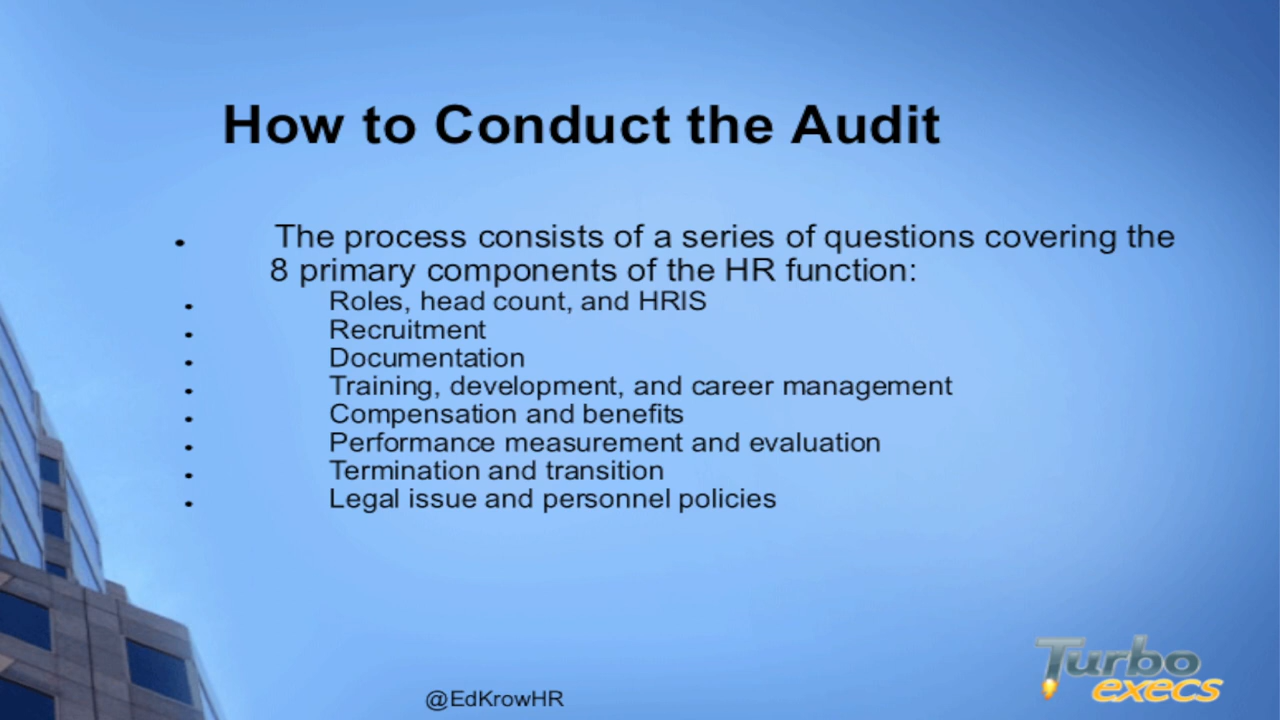 How to Conduct the Audit
• The process consists of a series of questions covering the
8 primary components of the HR function:
• Roles, head count, and HRIS
• Recruitment
• Documentation
• Training, development, and career management
• Compensation and benefits
• Performance measurement and evaluation
• Termination and transition
• Legal issue and personnel policies
Turbo
execs
@EdKrowHR